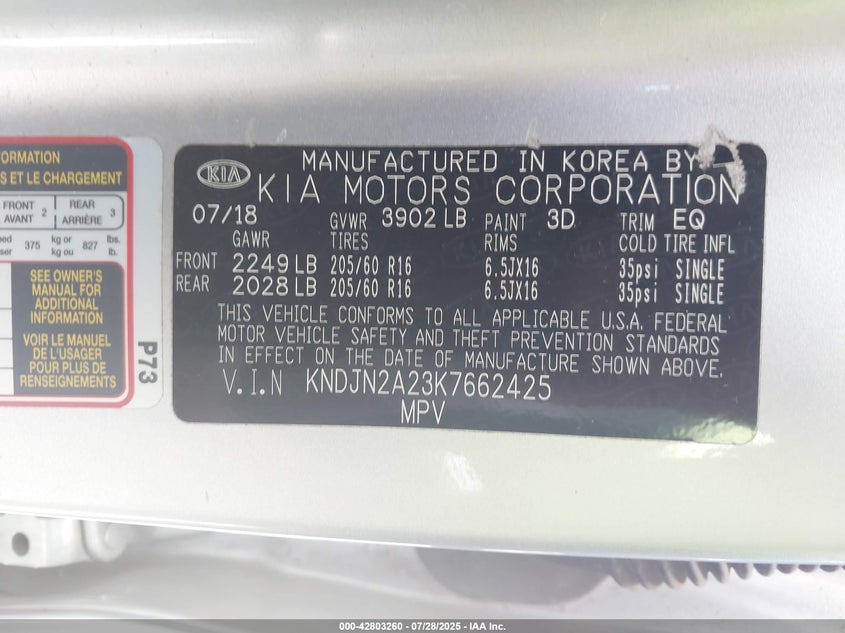 ORMATION
S ET LE CHARGEMENT
FRONT AVANT 2 REAR ARRIÈRE 3
375 kg or kg ou 827 lbs. lb.
SEE OWNER'S
MANUAL FOR
ADDITIONAL
INFORMATION
VOIR LE MANUEL
DE L'USAGER
POUR PLUS DE
RENSEIGNEMENTS
P73
KIA
MANUFACTURED IN KOREA BY
KIA MOTORS CORPORATION
07/18 GVWR 3902 LB PAINT 3D TRIM EQ
GAWR TIRES RIMS COLD TIRE INFL
FRONT 2249 LB 205/60 R16 6.5JX16 35psi SINGLE
REAR 2028 LB 205/60 R16 6.5JX16 35psi SINGLE
THIS VEHICLE CONFORMS TO ALL APPLICABLE U.S.A. FEDERAL
MOTOR VEHICLE SAFETY AND THEFT PREVENTION STANDARDS
IN EFFECT ON THE DATE OF MANUFACTURE SHOWN ABOVE.
V.I.N KNDJN2A23K7662425
MPV
000-42803260 - 07/28/2025 - IAA Inc.